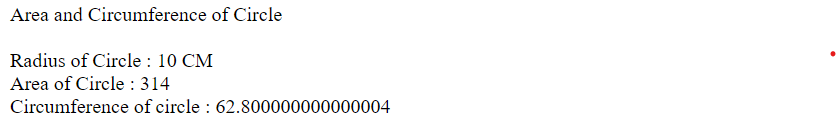 Area and Circumference of Circle
Radius of Circle : 10 CM
Area of Circle : 314
Circumference of circle : 62.800000000000004